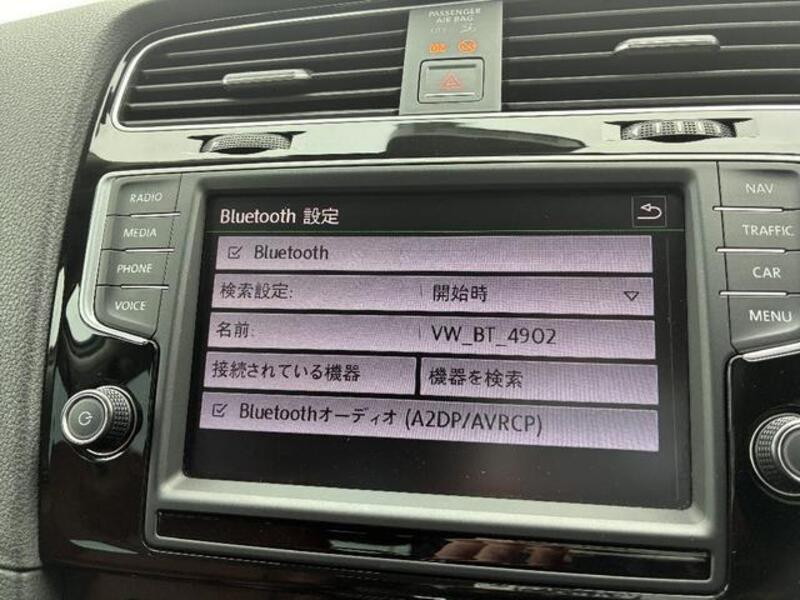 PASSENGER
AIR BAG
RADIO
MEDIA
PHONE
VOICE
Bluetooth 設定
Bluetooth
検索設定: 開始時
名前: VW_BT_4902
接続されている機器 機器を検索
Bluetoothオーディオ (A2DP/AVRCP)
NAV
TRAFFIC
CAR
MENU